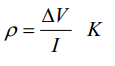 ρ = ΔV / I K